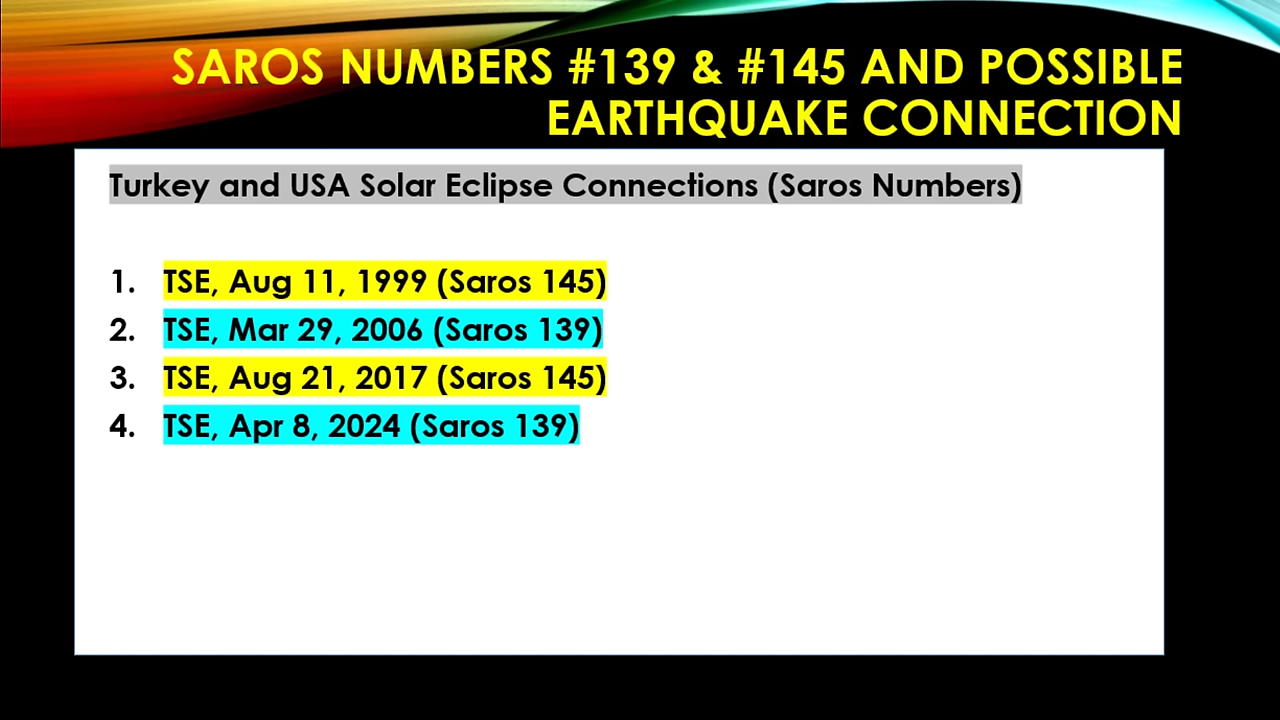 SAROS NUMBERS #139 & #145 AND POSSIBLE
EARTHQUAKE CONNECTION
Turkey and USA Solar Eclipse Connections (Saros Numbers)
1. TSE, Aug 11, 1999 (Saros 145)
2. TSE, Mar 29, 2006 (Saros 139)
3. TSE, Aug 21, 2017 (Saros 145)
4. TSE, Apr 8, 2024 (Saros 139)